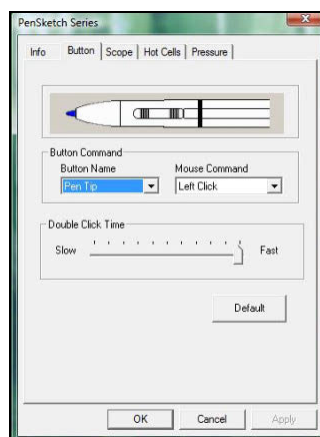 PenSketch Series
Info Button Scope Hot Cells Pressure
Button Command
Button Name Mouse Command
Pen Tip Left Click
Double Click Time
Slow Fast
Default
OK Cancel Apply